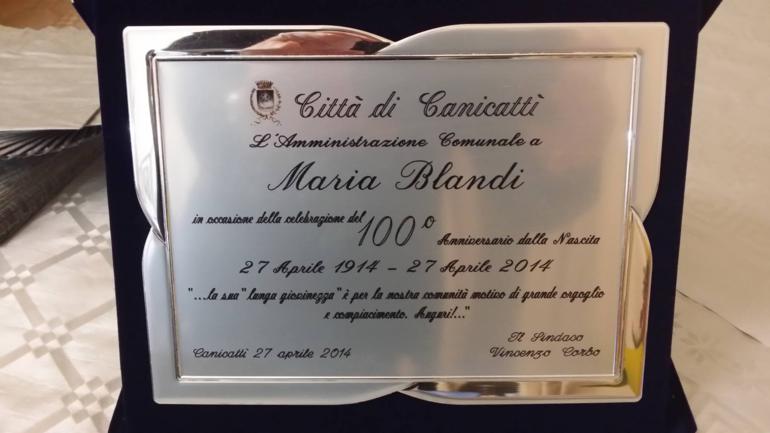 Città di Canicattì
L'Amministrazione Comunale a
Maria Blandi
in occasione della celebrazione del 100° Anniversario dalla Nascita
27 Aprile 1914 - 27 Aprile 2014
"...la sua "lunga giovinezza" è per la nostra comunità motivo di grande orgoglio
e compiacimento. Auguri!..."
Canicattì 27 aprile 2014
Il Sindaco
Vincenzo Corbo